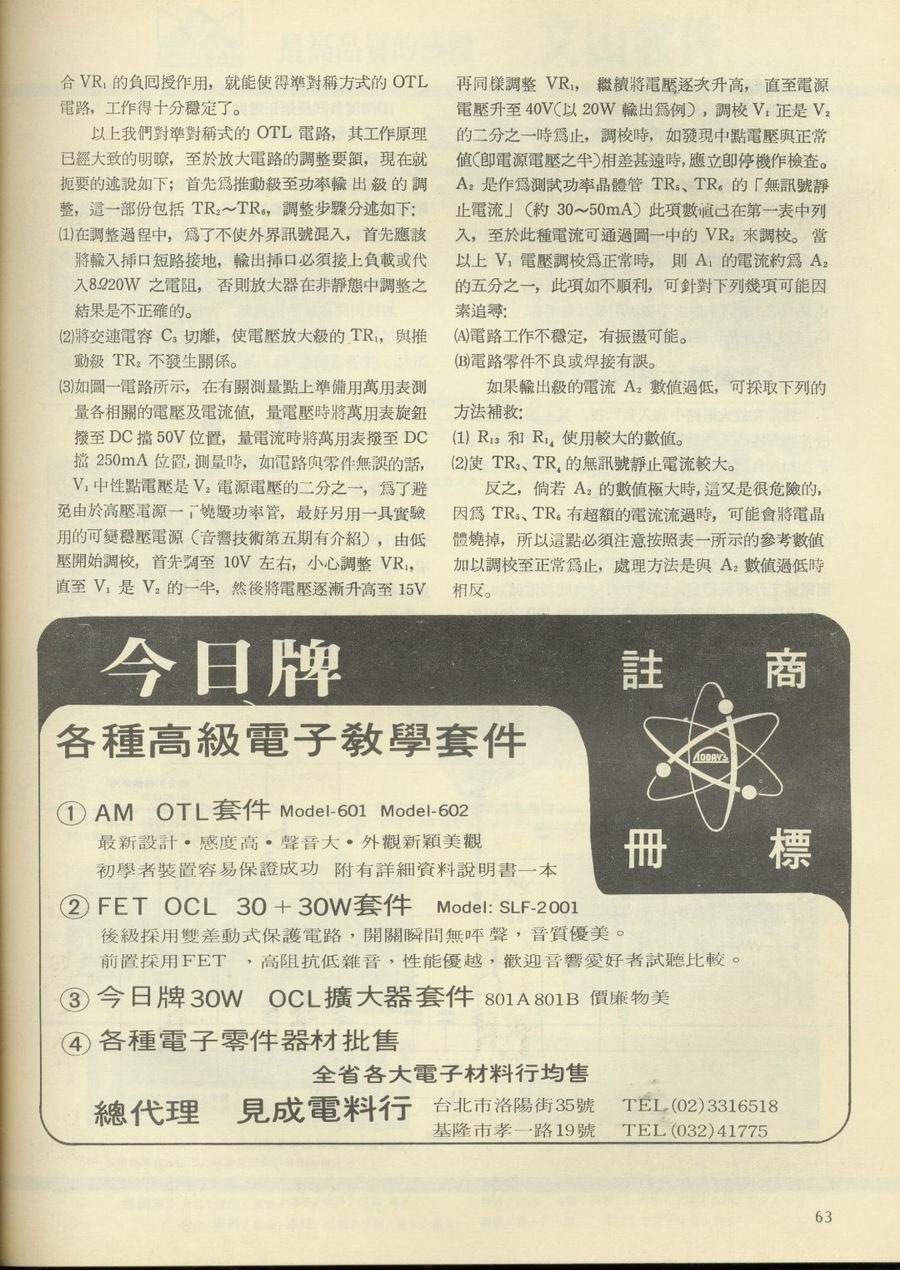 合 VR₁ 的負囘授作用，就能使得準對稱方式的 OTL
電路，工作得十分穩定了。
以上我們對準對稱式的 OTL 電路，其工作原理
已經大致的明瞭，至於放大電路的調整要領，現在就
扼要的述說如下；首先爲推動級至功率輸出級的調
整，這一部份包括 TR₂～TR₆，調整步驟分述如下：
⑴在調整過程中，爲了不使外界訊號混入，首先應該
將輸入揷口短路接地，輸出揷口必須接上負載或代
入8Ω20W 之電阻，否則放大器在非靜態中調整之
結果是不正確的。
⑵將交連電容 C₃ 切離，使電壓放大級的 TR₁，與推
動級 TR₂ 不發生關係。
⑶如圖一電路所示，在有關測量點上準備用萬用表測
量各相關的電壓及電流值，量電壓時將萬用表旋鈕
撥至 DC 擋 50V 位置，量電流時將萬用表撥至 DC
擋 250mA 位置，測量時，如電路與零件無誤的話，
V₁ 中性點電壓是 V₂ 電源電壓的二分之一，爲了避
免由於高壓電源一下燒毀功率管，最好另用一具實驗
用的可變穩壓電源（音響技術第五期有介紹），由低
壓開始調校，首先調至 10V 左右，小心調整 VR₁，
直至 V₁ 是 V₂ 的一半，然後將電壓逐漸升高至 15V
再同樣調整 VR₁，繼續將電壓逐次升高，直至電源
電壓升至 40V（以 20W 輸出爲例），調校 V₁ 正是 V₂
的二分之一時爲止，調校時，如發現中點電壓與正常
値（卽電源電壓之半）相差甚遠時，應立卽停機作檢查。
A₂ 是作爲測試功率晶體管 TR₅、TR₆ 的「無訊號靜
止電流」（約 30～50mA）此項數值已在第一表中列
入，至於此種電流可通過圖一中的 VR₂ 來調校。當
以上 V₁ 電壓調校爲正常時，則 A₁ 的電流約爲 A₂
的五分之一，此項如不順利，可針對下列幾項可能因
素追尋：
(A)電路工作不穩定，有振盪可能。
(B)電路零件不良或焊接有誤。
如果輸出級的電流 A₂ 數值過低，可採取下列的
方法補救：
(1) R₁₃ 和 R₁₄ 使用較大的數值。
⑵使 TR₃、TR₄ 的無訊號靜止電流較大。
反之，倘若 A₂ 的數值極大時，這又是很危險的，
因爲 TR₅、TR₆ 有超額的電流流過時，可能會將電晶
體燒掉，所以這點必須注意按照表一所示的參考數值
加以調校至正常爲止，處理方法是與 A₂ 數值過低時
相反。
今日牌
註 商
TODAY'S
冊 標
各種高級電子敎學套件
① AM OTL套件 Model-601 Model-602
最新設計・感度高・聲音大・外觀新穎美觀
初學者裝置容易保證成功 附有詳細資料說明書一本
② FET OCL 30＋30W套件 Model: SLF-2001
後級採用雙差動式保護電路，開關瞬間無呯聲，音質優美。
前置採用FET ，高阻抗低雜音，性能優越，歡迎音響愛好者試聽比較。
③ 今日牌30W OCL擴大器套件 801A 801B 價廉物美
④ 各種電子零件器材批售
全省各大電子材料行均售
總代理 見成電料行
台北市洛陽街35號 TEL.(02)3316518
基隆市孝一路19號 TEL(032)41775
63